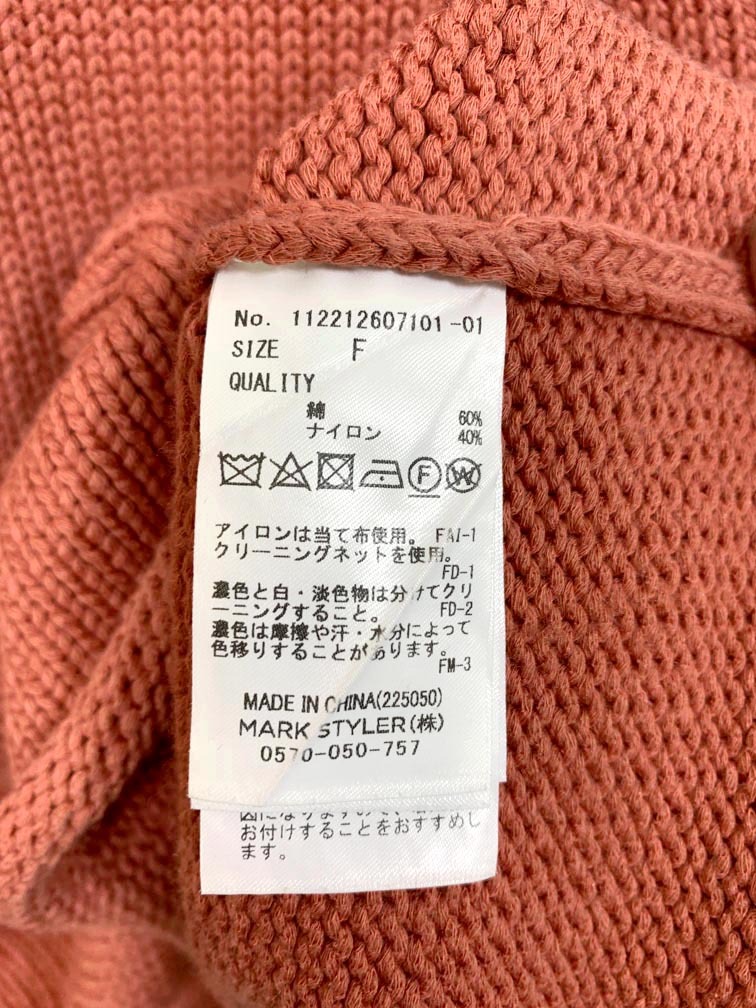 No. 112212607101-01
SIZE F
QUALITY
綿 60%
ナイロン 40%
F W
アイロンは当て布使用。 FAI-1
クリーニングネットを使用。
FD-1
濃色と白・淡色物は分けてクリ
ーニングすること。 FD-2
濃色は摩擦や汗・水分によって
色移りすることがあります。
FM-3
MADE IN CHINA(225050)
MARK STYLER(株)
0570-050-757
お付けすることをおすすめし
ます。